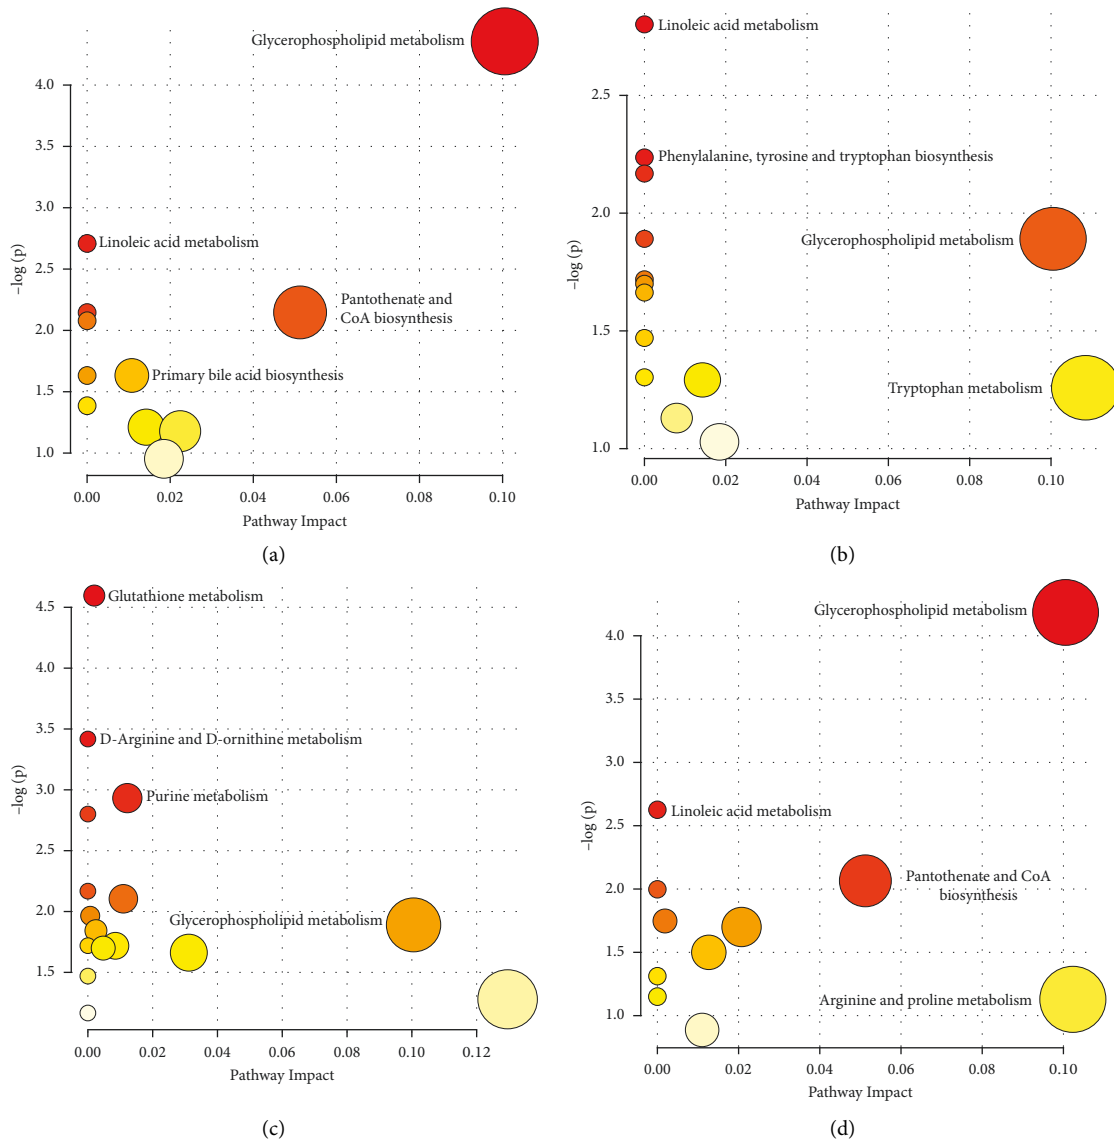 Glycerophospholipid metabolism
4.0
3.5
3.0
Linoleic acid metabolism
2.5
Pantothenate and
CoA biosynthesis
2.0
Primary bile acid biosynthesis
1.5
1.0
−log (p)
0.00 0.02 0.04 0.06 0.08 0.10
Pathway Impact
(a)
Linoleic acid metabolism
2.5
Phenylalanine, tyrosine and tryptophan biosynthesis
2.0
Glycerophospholipid metabolism
1.5
Tryptophan metabolism
1.0
−log (p)
0.00 0.02 0.04 0.06 0.08 0.10
Pathway Impact
(b)
Glutathione metabolism
4.5
4.0
3.5
D-Arginine and D-ornithine metabolism
3.0
Purine metabolism
2.5
2.0
Glycerophospholipid metabolism
1.5
−log (p)
0.00 0.02 0.04 0.06 0.08 0.10 0.12
Pathway Impact
(c)
Glycerophospholipid metabolism
4.0
3.5
3.0
2.5
Linoleic acid metabolism
2.0
Pantothenate and CoA
biosynthesis
1.5
Arginine and proline metabolism
1.0
−log (p)
0.00 0.02 0.04 0.06 0.08 0.10
Pathway Impact
(d)